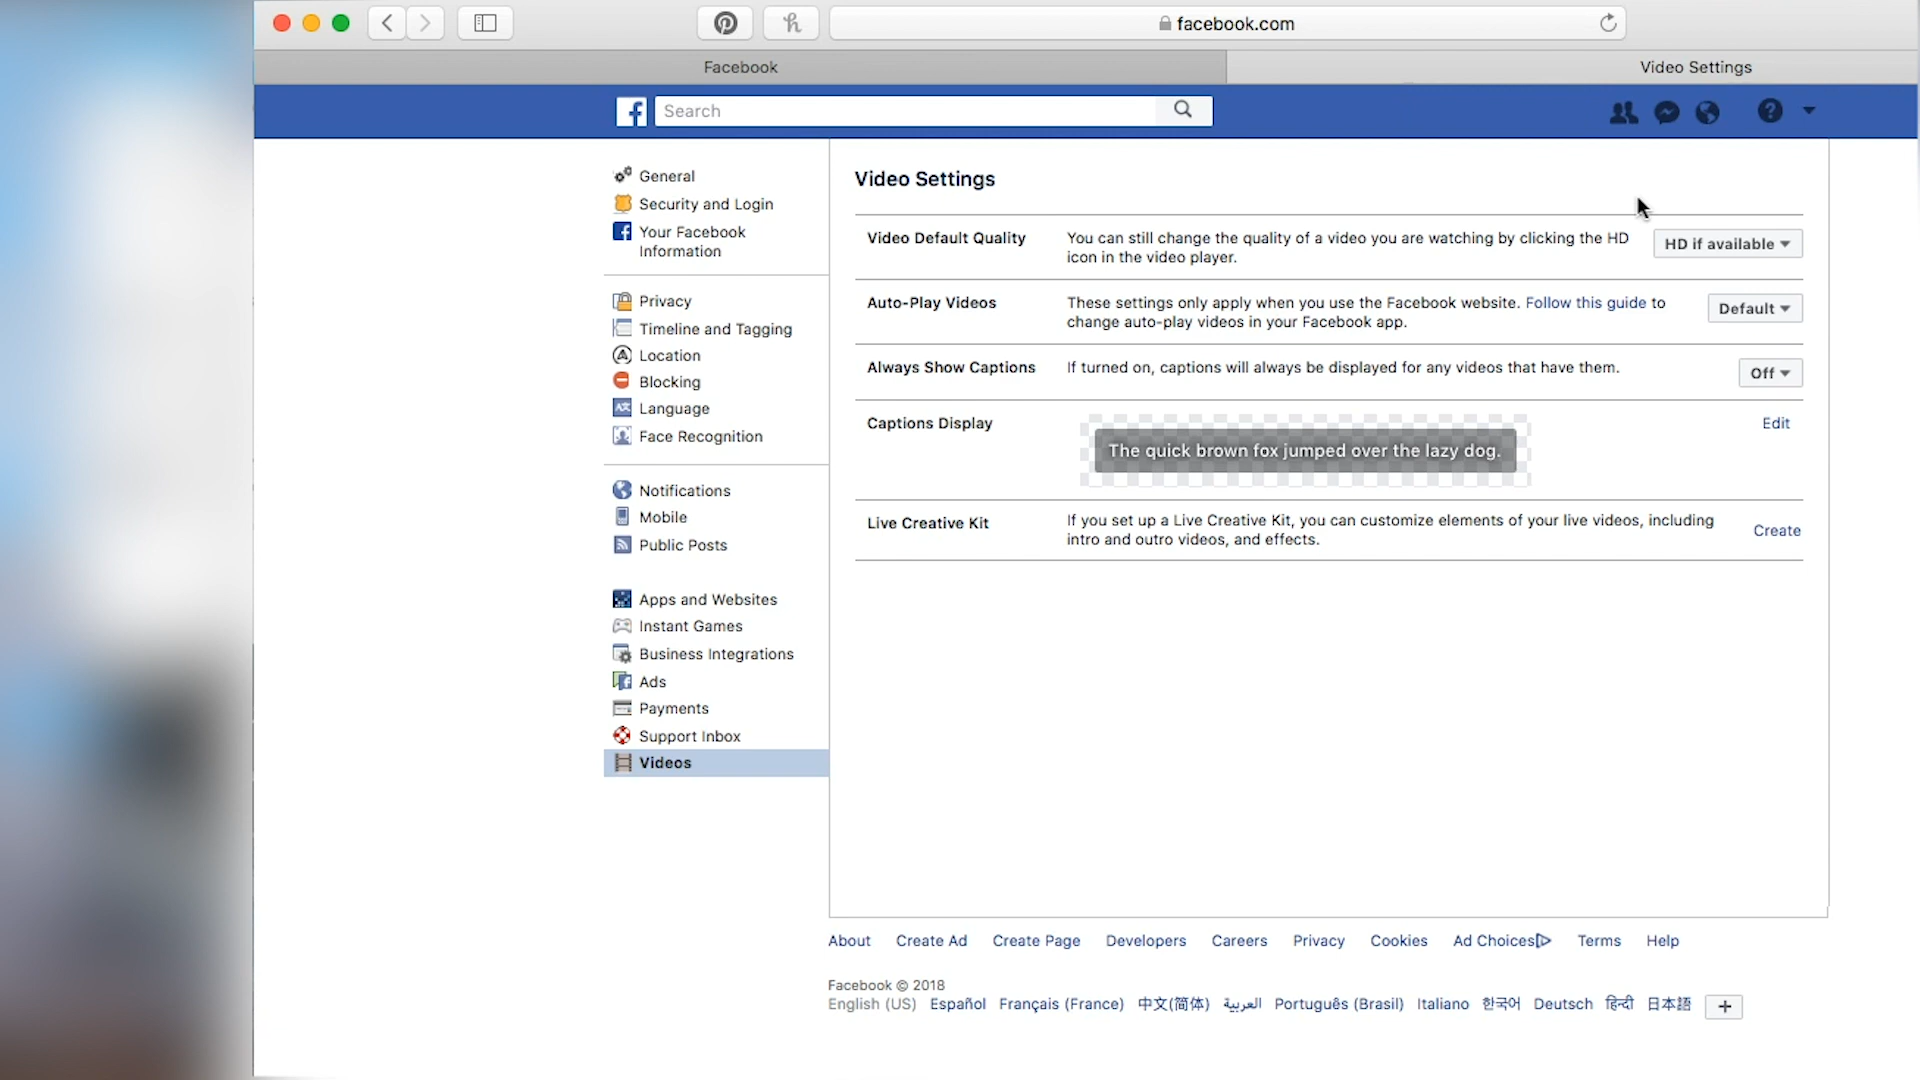 facebook.com
Facebook
Video Settings
Search
General
Security and Login
Your Facebook
Information
Privacy
Timeline and Tagging
Location
Blocking
Language
Face Recognition
Notifications
Mobile
Public Posts
Apps and Websites
Instant Games
Business Integrations
Ads
Payments
Support Inbox
Videos
Video Settings
Video Default Quality
You can still change the quality of a video you are watching by clicking the HD
icon in the video player.
HD if available
Auto-Play Videos
These settings only apply when you use the Facebook website. Follow this guide to
change auto-play videos in your Facebook app.
Default
Always Show Captions
If turned on, captions will always be displayed for any videos that have them.
Off
Captions Display
The quick brown fox jumped over the lazy dog.
Edit
Live Creative Kit
If you set up a Live Creative Kit, you can customize elements of your live videos, including
intro and outro videos, and effects.
Create
About Create Ad Create Page Developers Careers Privacy Cookies Ad Choices Terms Help
Facebook © 2018
English (US) Español Français (France) 中文(简体) العربية Português (Brasil) Italiano 한국어 Deutsch हिन्दी 日本語